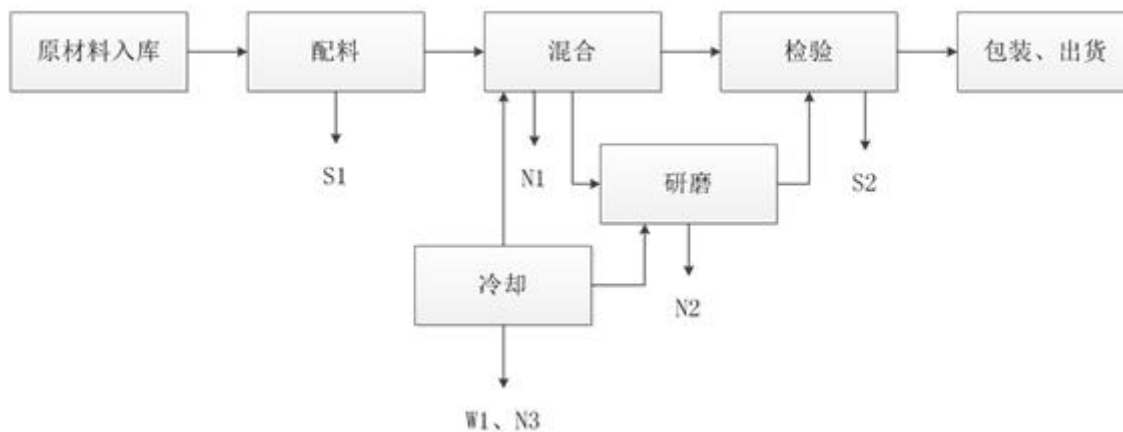 原材料入库
配料
混合
检验
包装、出货
S1
N1
研磨
S2
冷却
N2
W1、N3